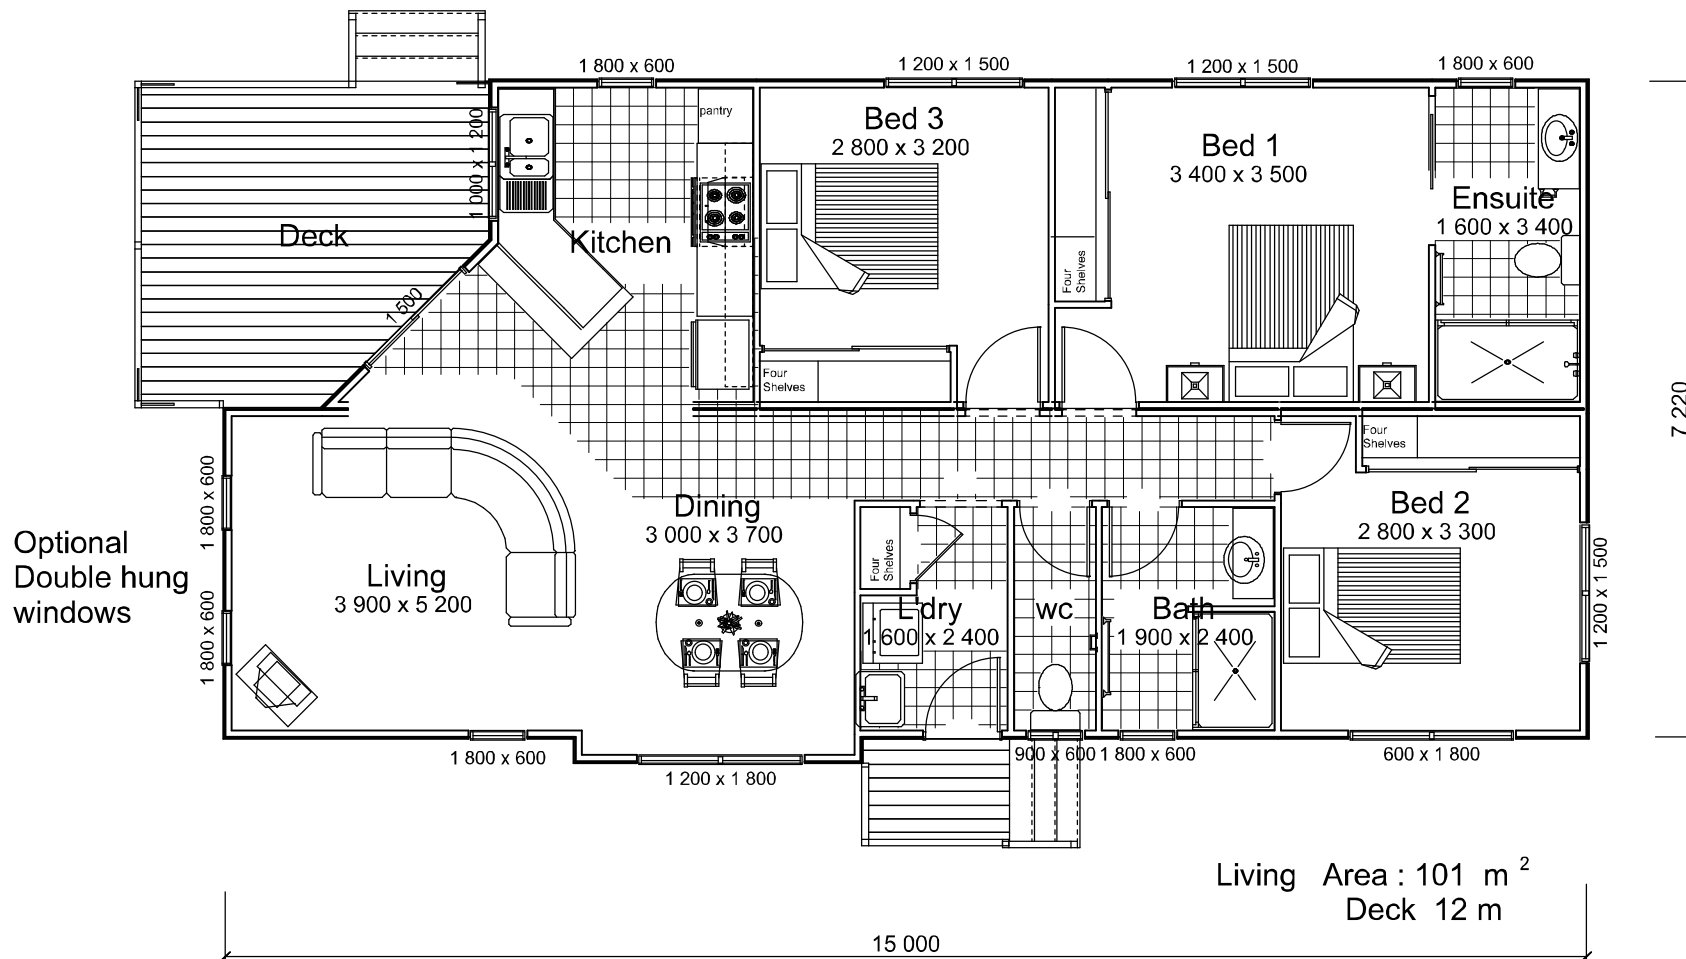 1 800 x 600
1 200 x 1 500
1 200 x 1 500
1 800 x 600
pantry
Bed 3
2 800 x 3 200
Bed 1
3 400 x 3 500
Ensuite
1 600 x 3 400
1 000 x 1 200
Deck
Kitchen
Four
Shelves
1 500
Four
Shelves
7 220
Four
Shelves
1 800 x 600
Dining
3 000 x 3 700
Bed 2
2 800 x 3 300
Optional
Double hung
windows
Living
3 900 x 5 200
Four
Shelves
L'dry
1 600 x 2 400
wc
Bath
1 900 x 2 400
1 200 x 1 500
1 800 x 600
1 800 x 600
1 200 x 1 800
900 x 600
1 800 x 600
600 x 1 800
Living Area : 101 m 2
Deck 12 m
15 000